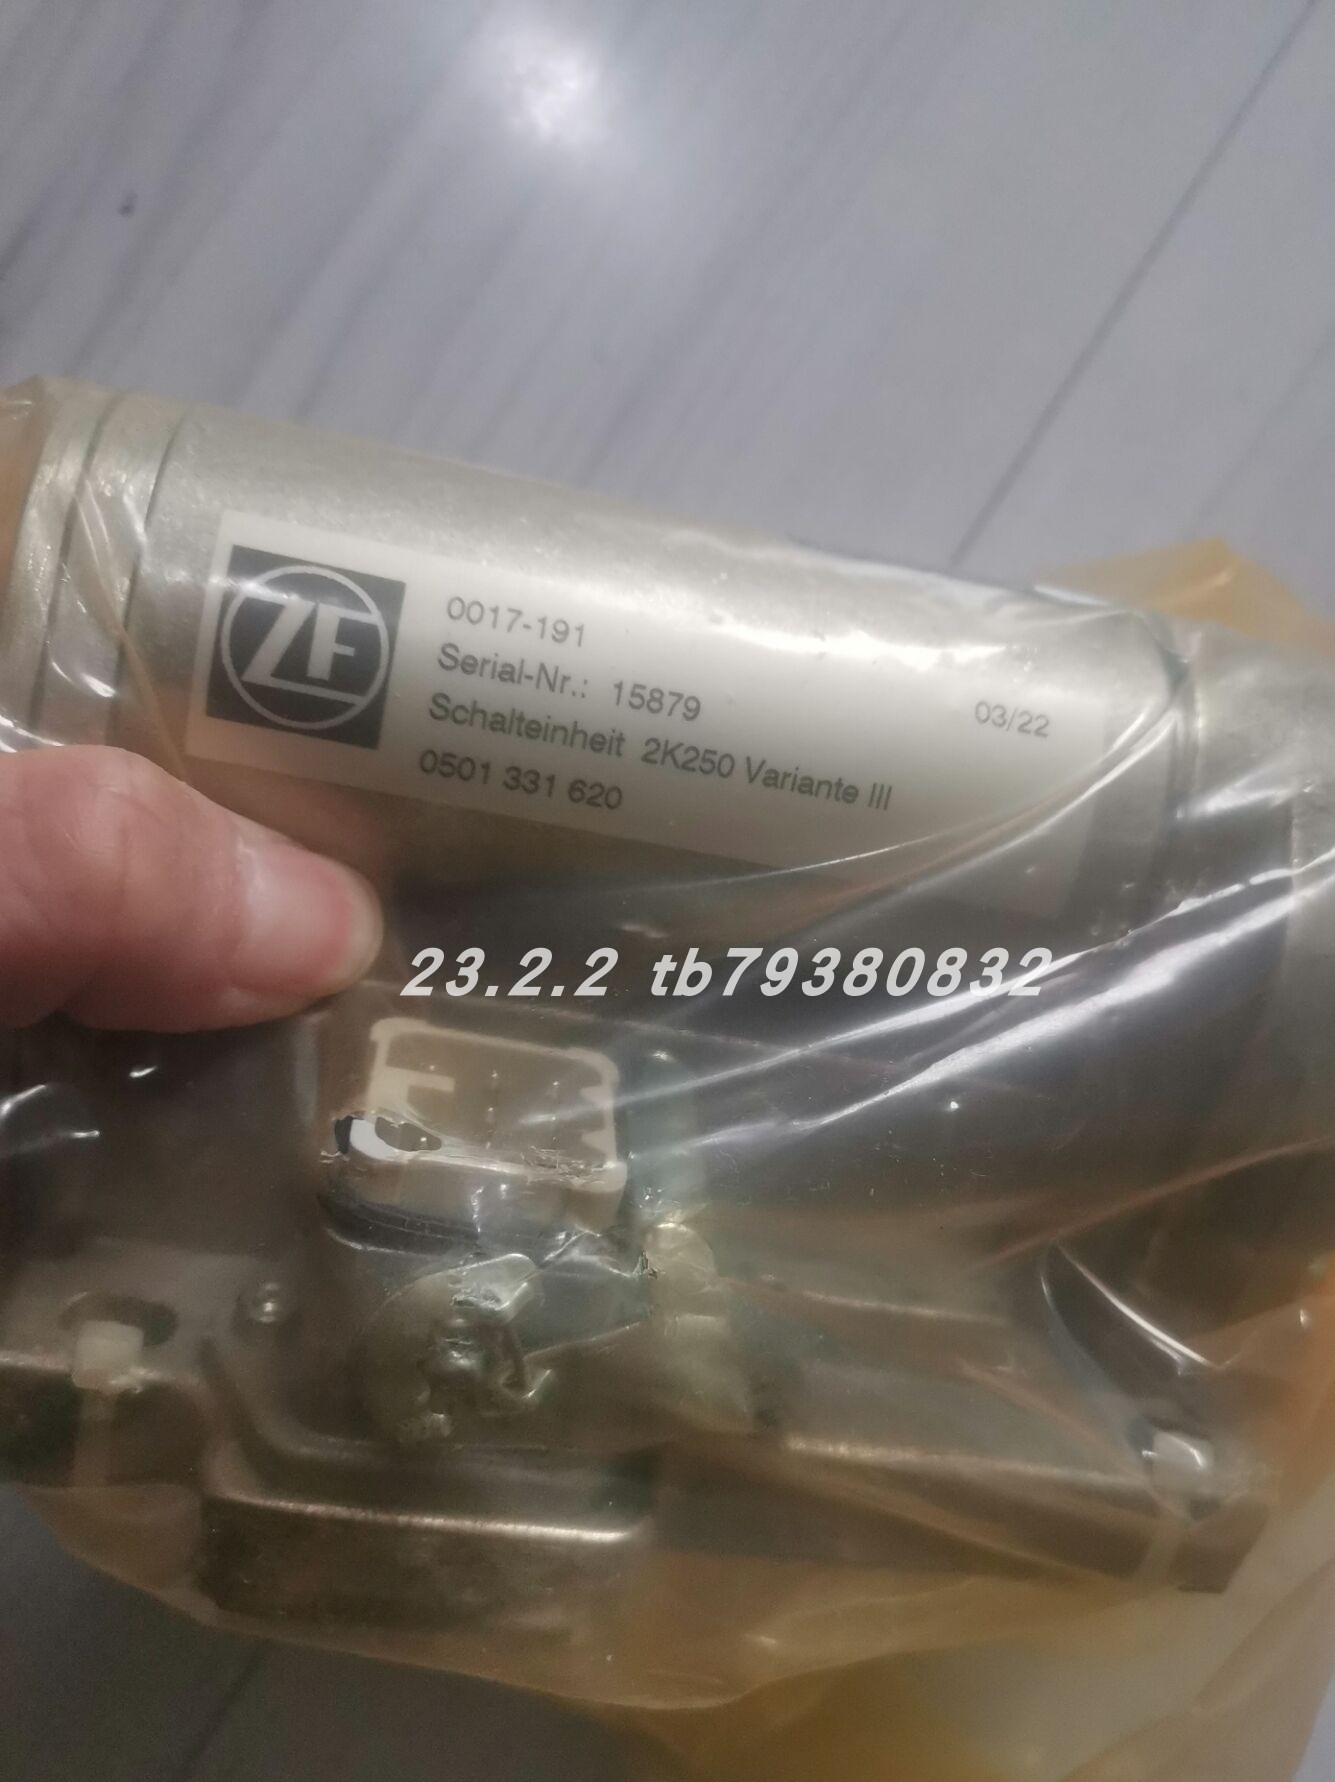 ZF
0017-191
Serial-Nr.: 15879
03/22
Schalteinheit 2K250 Variante III
0501 331 620
23.2.2 tb79380832